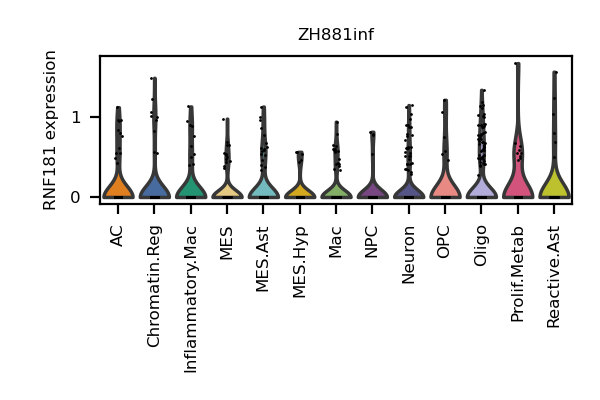 ZH881inf
RNF181 expression
1
0
AC
Chromatin.Reg
Inflammatory.Mac
MES
MES.Ast
MES.Hyp
Mac
NPC
Neuron
OPC
Oligo
Prolif.Metab
Reactive.Ast